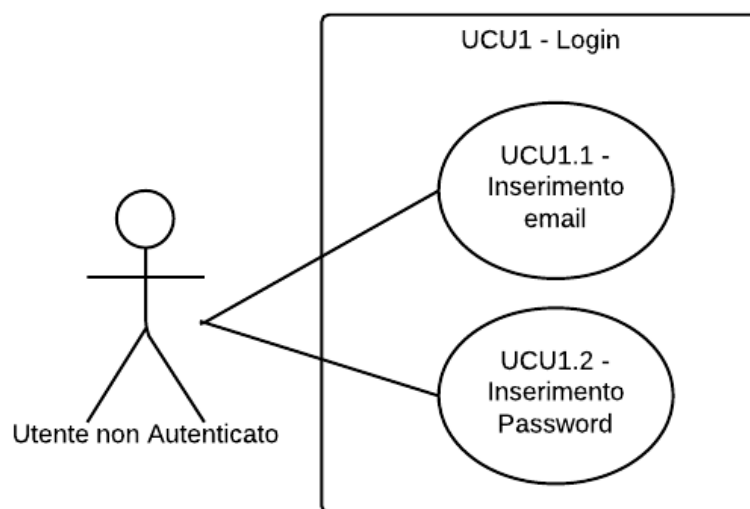 UCU1 - Login
UCU1.1 -
Inserimento
email
UCU1.2 -
Inserimento
Password
Utente non Autenticato